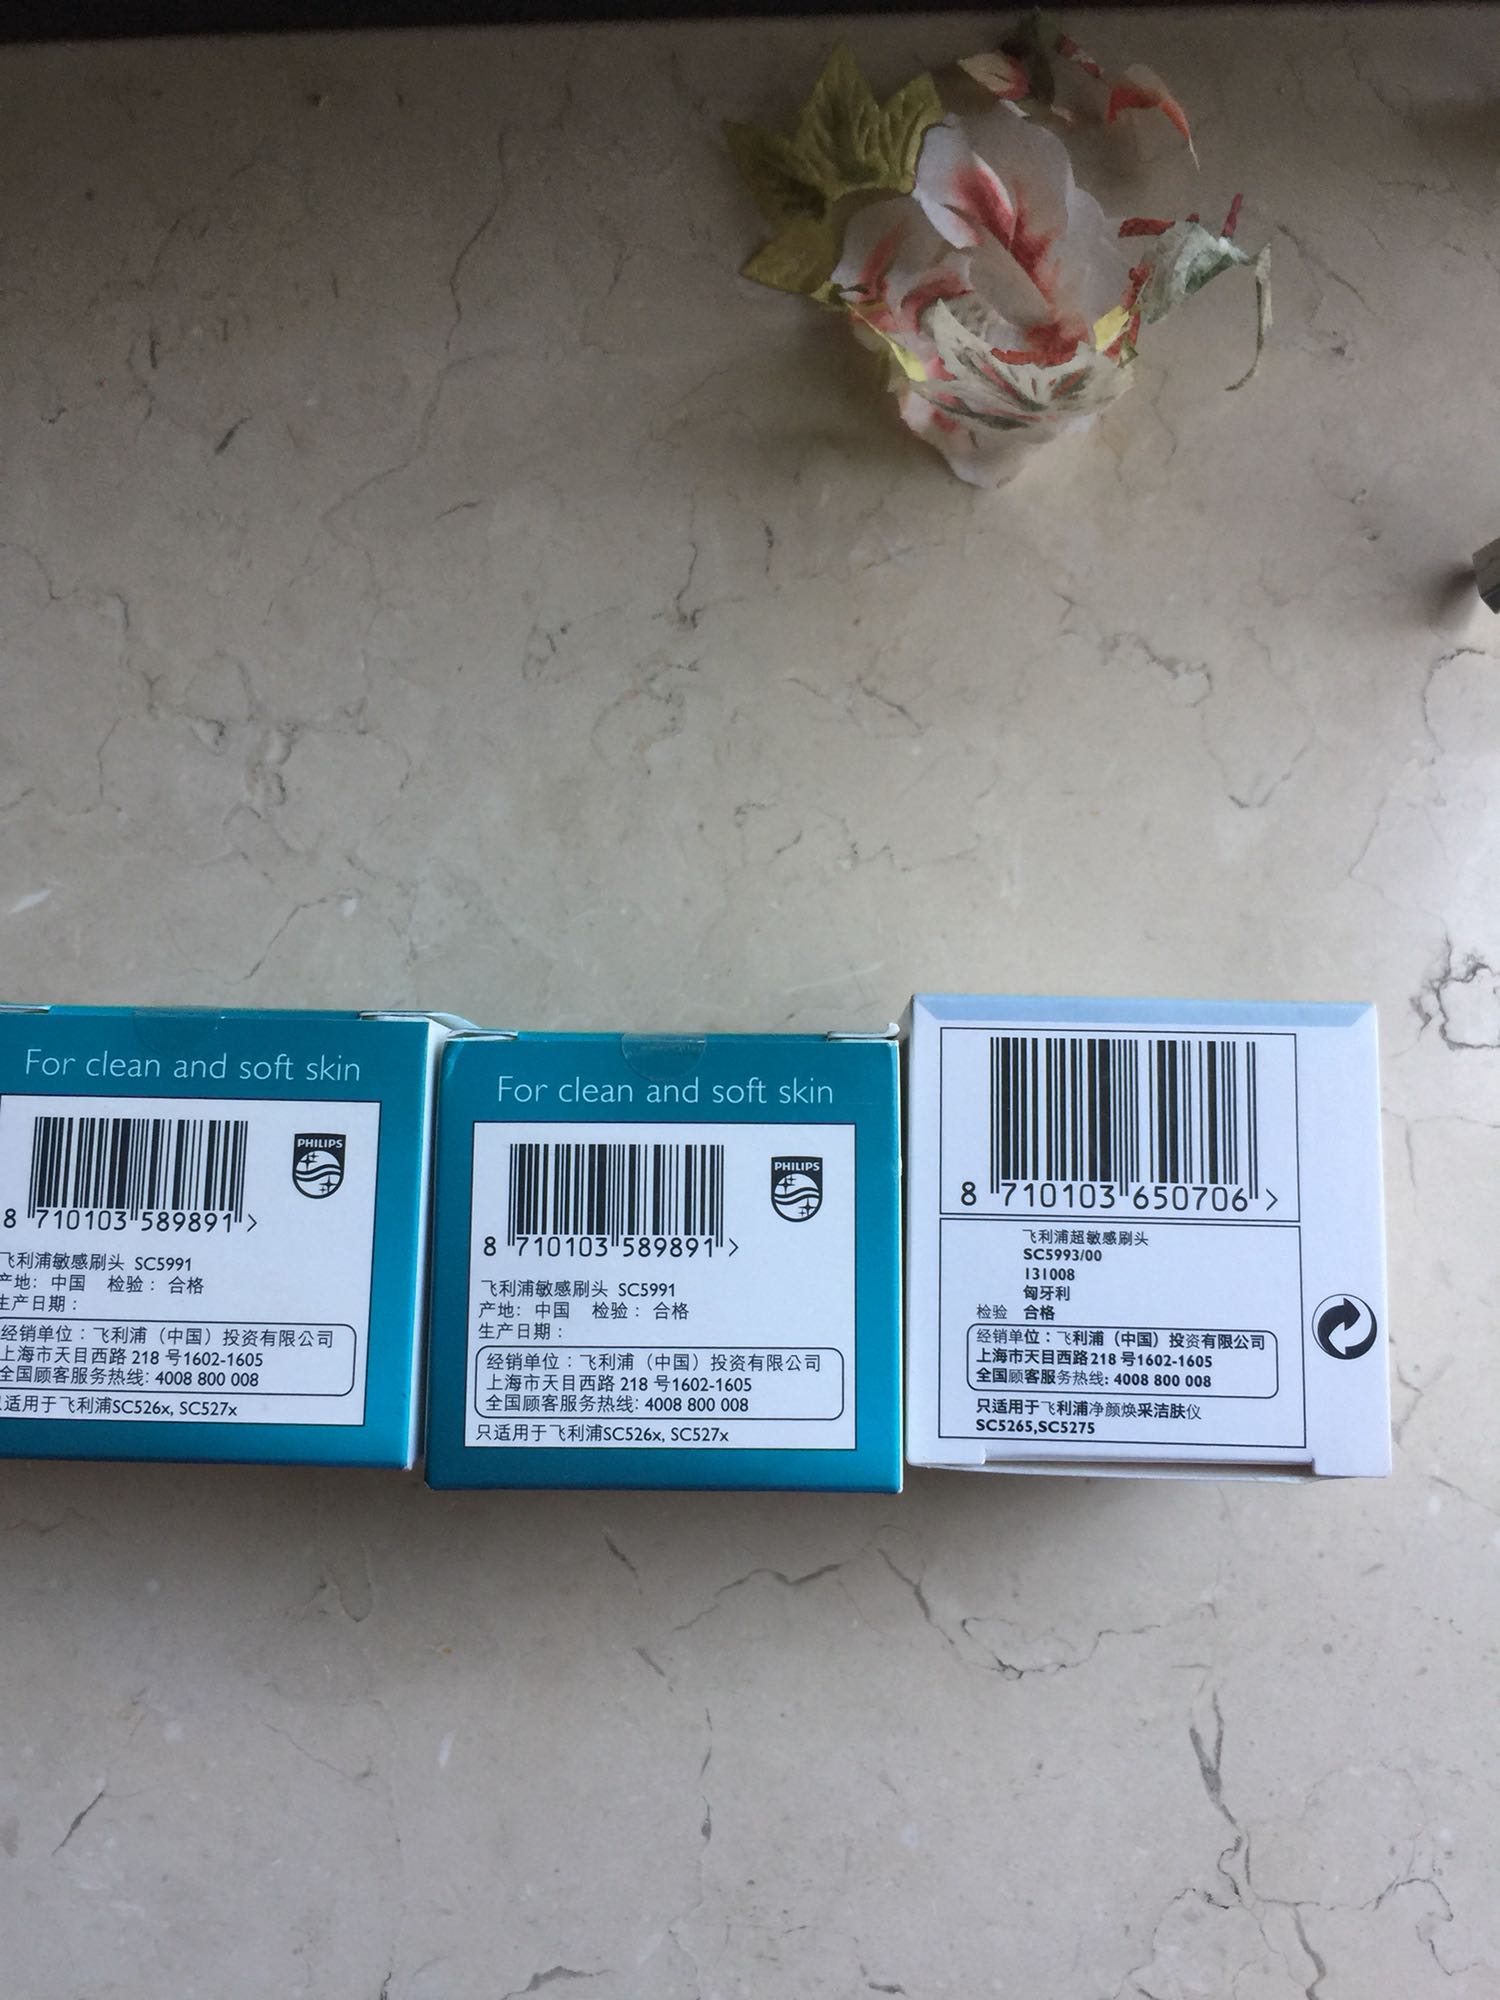 For clean and soft skin
PHILIPS
8 710103 589891 >
飞利浦敏感刷头 SC5991
产地: 中国 检验: 合格
生产日期:
经销单位: 飞利浦（中国）投资有限公司
上海市天目西路 218 号1602-1605
全国顾客服务热线: 4008 800 008
只适用于飞利浦SC526x, SC527x
For clean and soft skin
PHILIPS
8 710103 589891 >
飞利浦敏感刷头 SC5991
产地: 中国 检验: 合格
生产日期:
经销单位: 飞利浦（中国）投资有限公司
上海市天目西路 218 号1602-1605
全国顾客服务热线: 4008 800 008
只适用于飞利浦SC526x, SC527x
8 710103 650706 >
飞利浦超敏感刷头
SC5993/00
131008
匈牙利
检验 合格
经销单位: 飞利浦（中国）投资有限公司
上海市天目西路218 号1602-1605
全国顾客服务热线: 4008 800 008
只适用于飞利浦净颜焕采洁肤仪
SC5265,SC5275